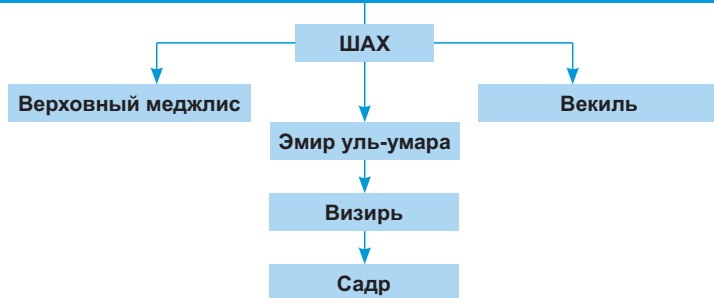 ШАХ
Верховный меджлис
Векиль
Эмир уль-умара
Визирь
Садр